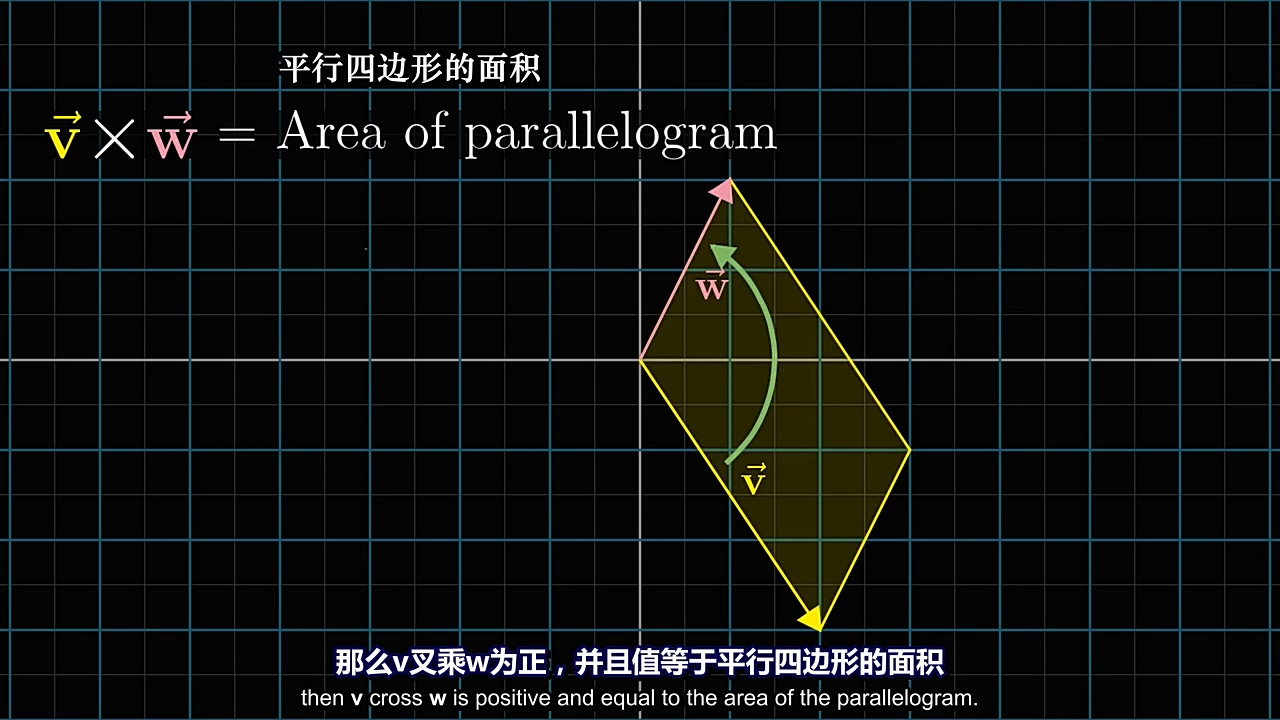 平行四边形的面积
v⃗ × w⃗ = Area of parallelogram
w⃗
v⃗
那么v叉乘w为正，并且值等于平行四边形的面积
then v cross w is positive and equal to the area of the parallelogram.